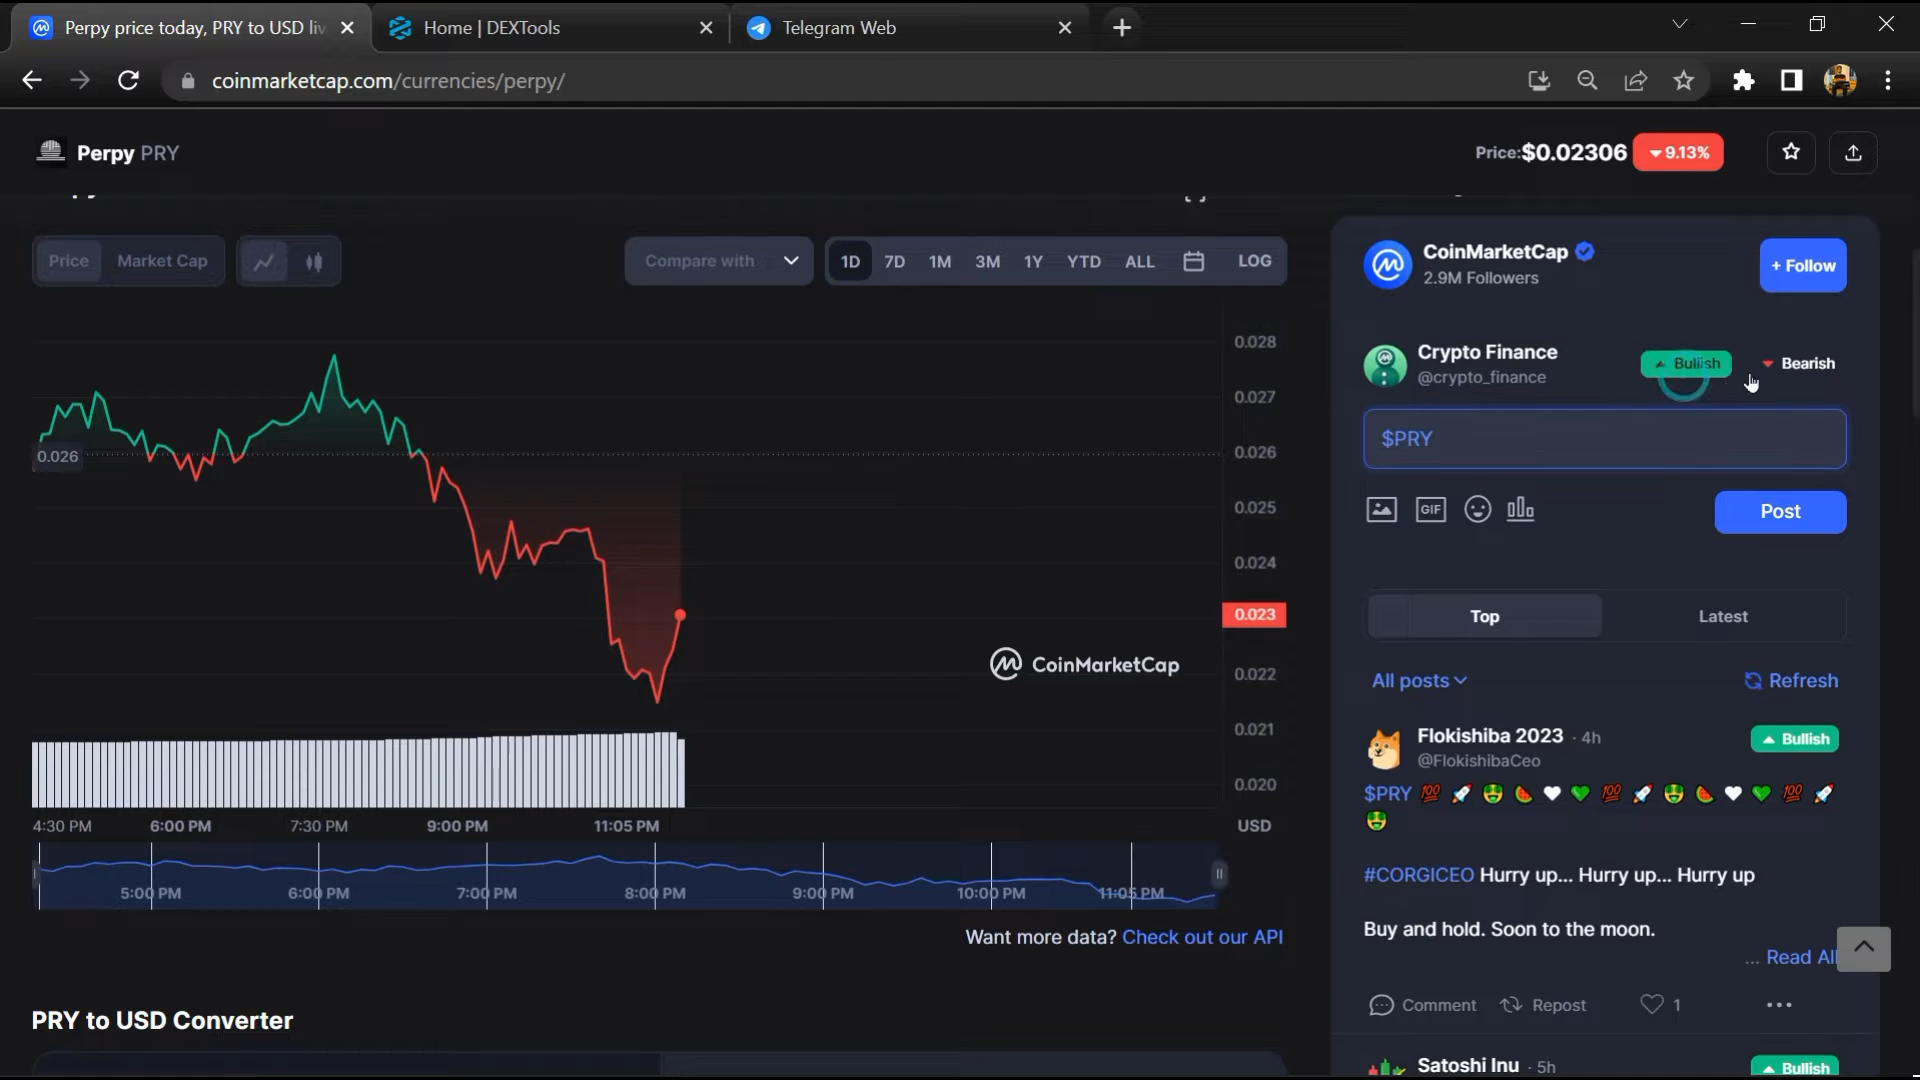 Perpy price today, PRY to USD liv
Home | DEXTools
Telegram Web
coinmarketcap.com/currencies/perpy/
Perpy PRY
Price:$0.02306
9.13%
Price
Market Cap
Compare with
1D
7D
1M
3M
1Y
YTD
ALL
LOG
0.028
0.027
0.026
0.026
0.025
0.024
0.023
0.022
0.021
0.020
CoinMarketCap
4:30 PM
6:00 PM
7:30 PM
9:00 PM
11:05 PM
USD
5:00 PM
6:00 PM
7:00 PM
8:00 PM
9:00 PM
10:00 PM
11:05 PM
Want more data? Check out our API
PRY to USD Converter
CoinMarketCap
2.9M Followers
+ Follow
Crypto Finance
@crypto_finance
Bullish
Bearish
$PRY
GIF
Post
Top
Latest
All posts
Refresh
Flokishiba 2023 · 4h
@FlokishibaCeo
Bullish
$PRY 💯 🚀 🤑 🍉 🤍 💚 💯 🚀 🤑 🍉 🤍 💚 💯 🚀
🤑
#CORGICEO Hurry up... Hurry up... Hurry up
Buy and hold. Soon to the moon.
... Read All
Comment
Repost
1
Satoshi Inu · 5h
Bullish